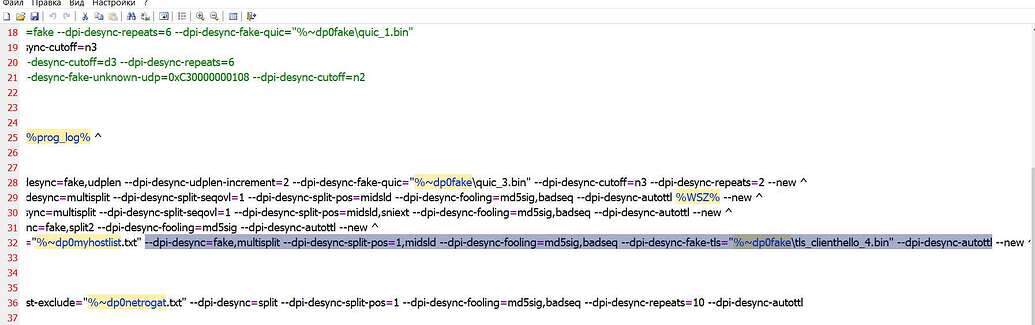 Файл Правка Вид Настройки ?
18 =fake --dpi-desync-repeats=6 --dpi-desync-fake-quic="%~dp0fake\quic_1.bin"
19 sync-cutoff=n3
20 -desync-cutoff=d3 --dpi-desync-repeats=6
21 -desync-fake-unknown-udp=0xC30000000108 --dpi-desync-cutoff=n2
22
23
24
25 %prog_log% ^
26
27
28 lesync=fake,udplen --dpi-desync-udplen-increment=2 --dpi-desync-fake-quic="%~dp0fake\quic_3.bin" --dpi-desync-cutoff=n3 --dpi-desync-repeats=2 --new ^
29 desync=multisplit --dpi-desync-split-seqovl=1 --dpi-desync-split-pos=midsld --dpi-desync-fooling=md5sig,badseq --dpi-desync-autottl %WSZ% --new ^
30 sync=multisplit --dpi-desync-split-seqovl=1 --dpi-desync-split-pos=midsld,sniext --dpi-desync-fooling=md5sig,badseq --dpi-desync-autottl --new ^
31 nc=fake,split2 --dpi-desync-fooling=md5sig --dpi-desync-autottl --new ^
32 ="%~dp0myhostlist.txt" --dpi-desync=fake,multisplit --dpi-desync-split-pos=1,midsld --dpi-desync-fooling=md5sig,badseq --dpi-desync-fake-tls="%~dp0fake\tls_clienthello_4.bin" --dpi-desync-autottl --new ^
33
34
35
36 st-exclude="%~dp0netrogat.txt" --dpi-desync=split --dpi-desync-split-pos=1 --dpi-desync-fooling=md5sig,badseq --dpi-desync-repeats=10 --dpi-desync-autottl
37